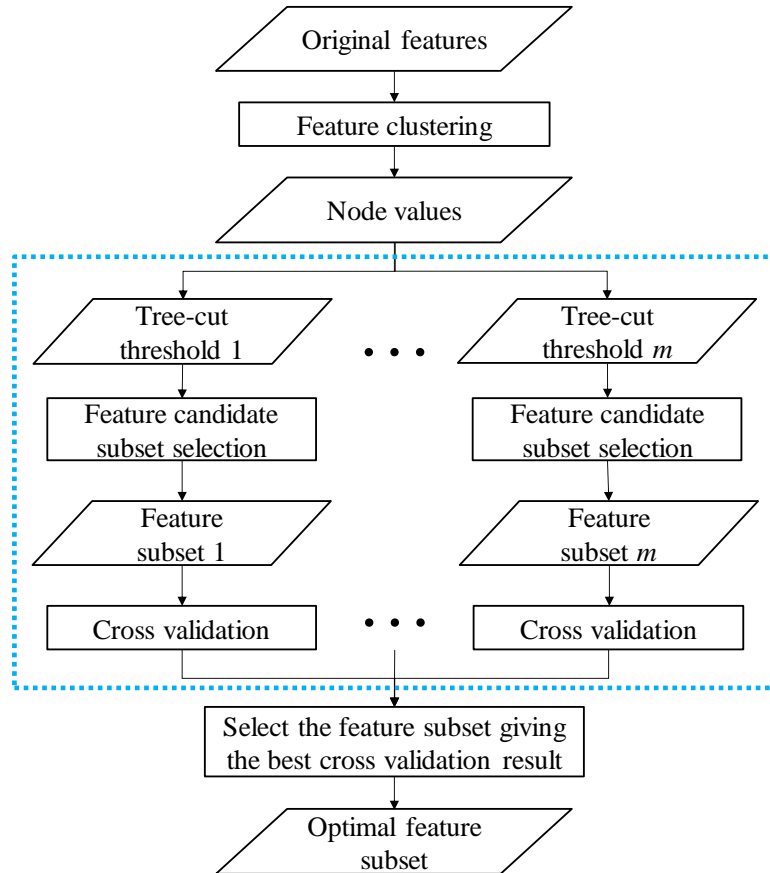 Original features
Feature clustering
Node values
Tree-cut
threshold 1
Tree-cut
threshold m
Feature candidate
subset selection
Feature candidate
subset selection
Feature
subset 1
Feature
subset m
Cross validation
Cross validation
Select the feature subset giving
the best cross validation result
Optimal feature
subset